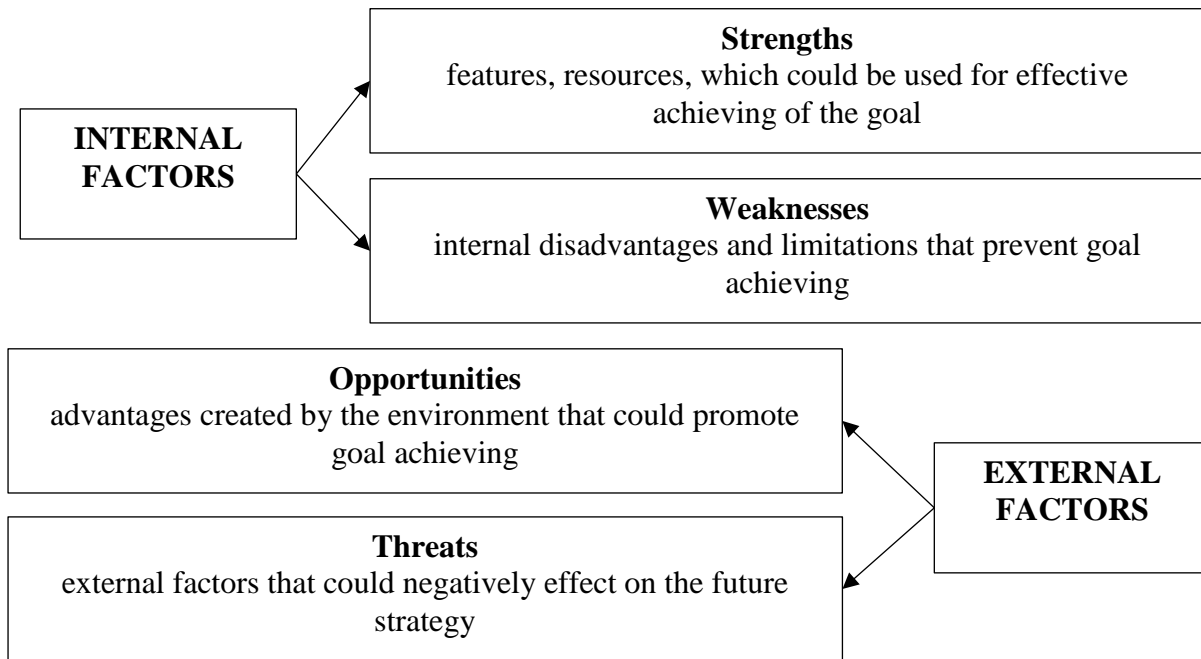 Strengths
features, resources, which could be used for effective
achieving of the goal
INTERNAL
FACTORS
Weaknesses
internal disadvantages and limitations that prevent goal
achieving
Opportunities
advantages created by the environment that could promote
goal achieving
EXTERNAL
FACTORS
Threats
external factors that could negatively effect on the future
strategy